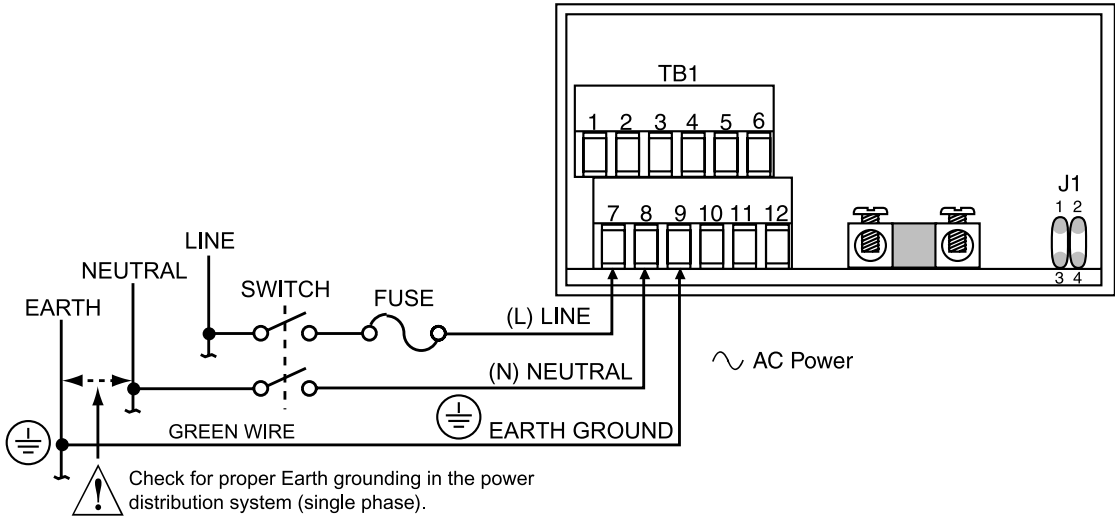 TB1
1 2 3 4 5 6
7 8 9 10 11 12
J1
1 2
3 4
LINE
NEUTRAL
EARTH
SWITCH
FUSE
(L) LINE
(N) NEUTRAL
AC Power
GREEN WIRE
EARTH GROUND
!
Check for proper Earth grounding in the power
distribution system (single phase).